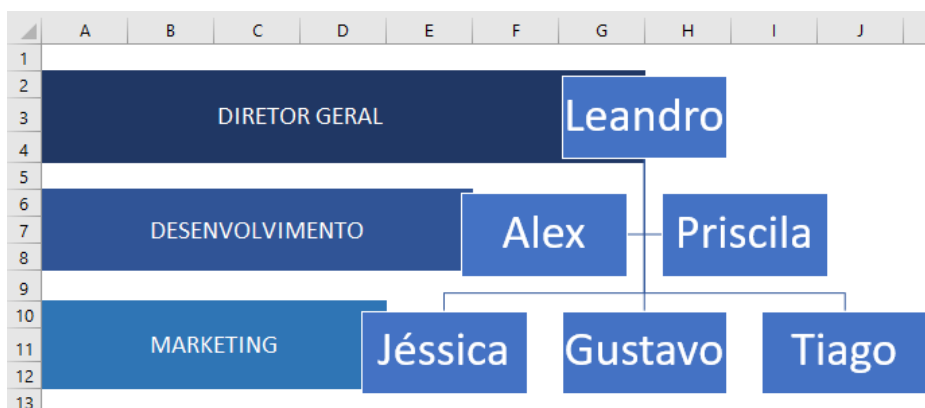 A B C D E F G H I J
1
2
3 DIRETOR GERAL Leandro
4
5
6
7 DESENVOLVIMENTO Alex Priscila
8
9
10
11 MARKETING Jéssica Gustavo Tiago
12
13